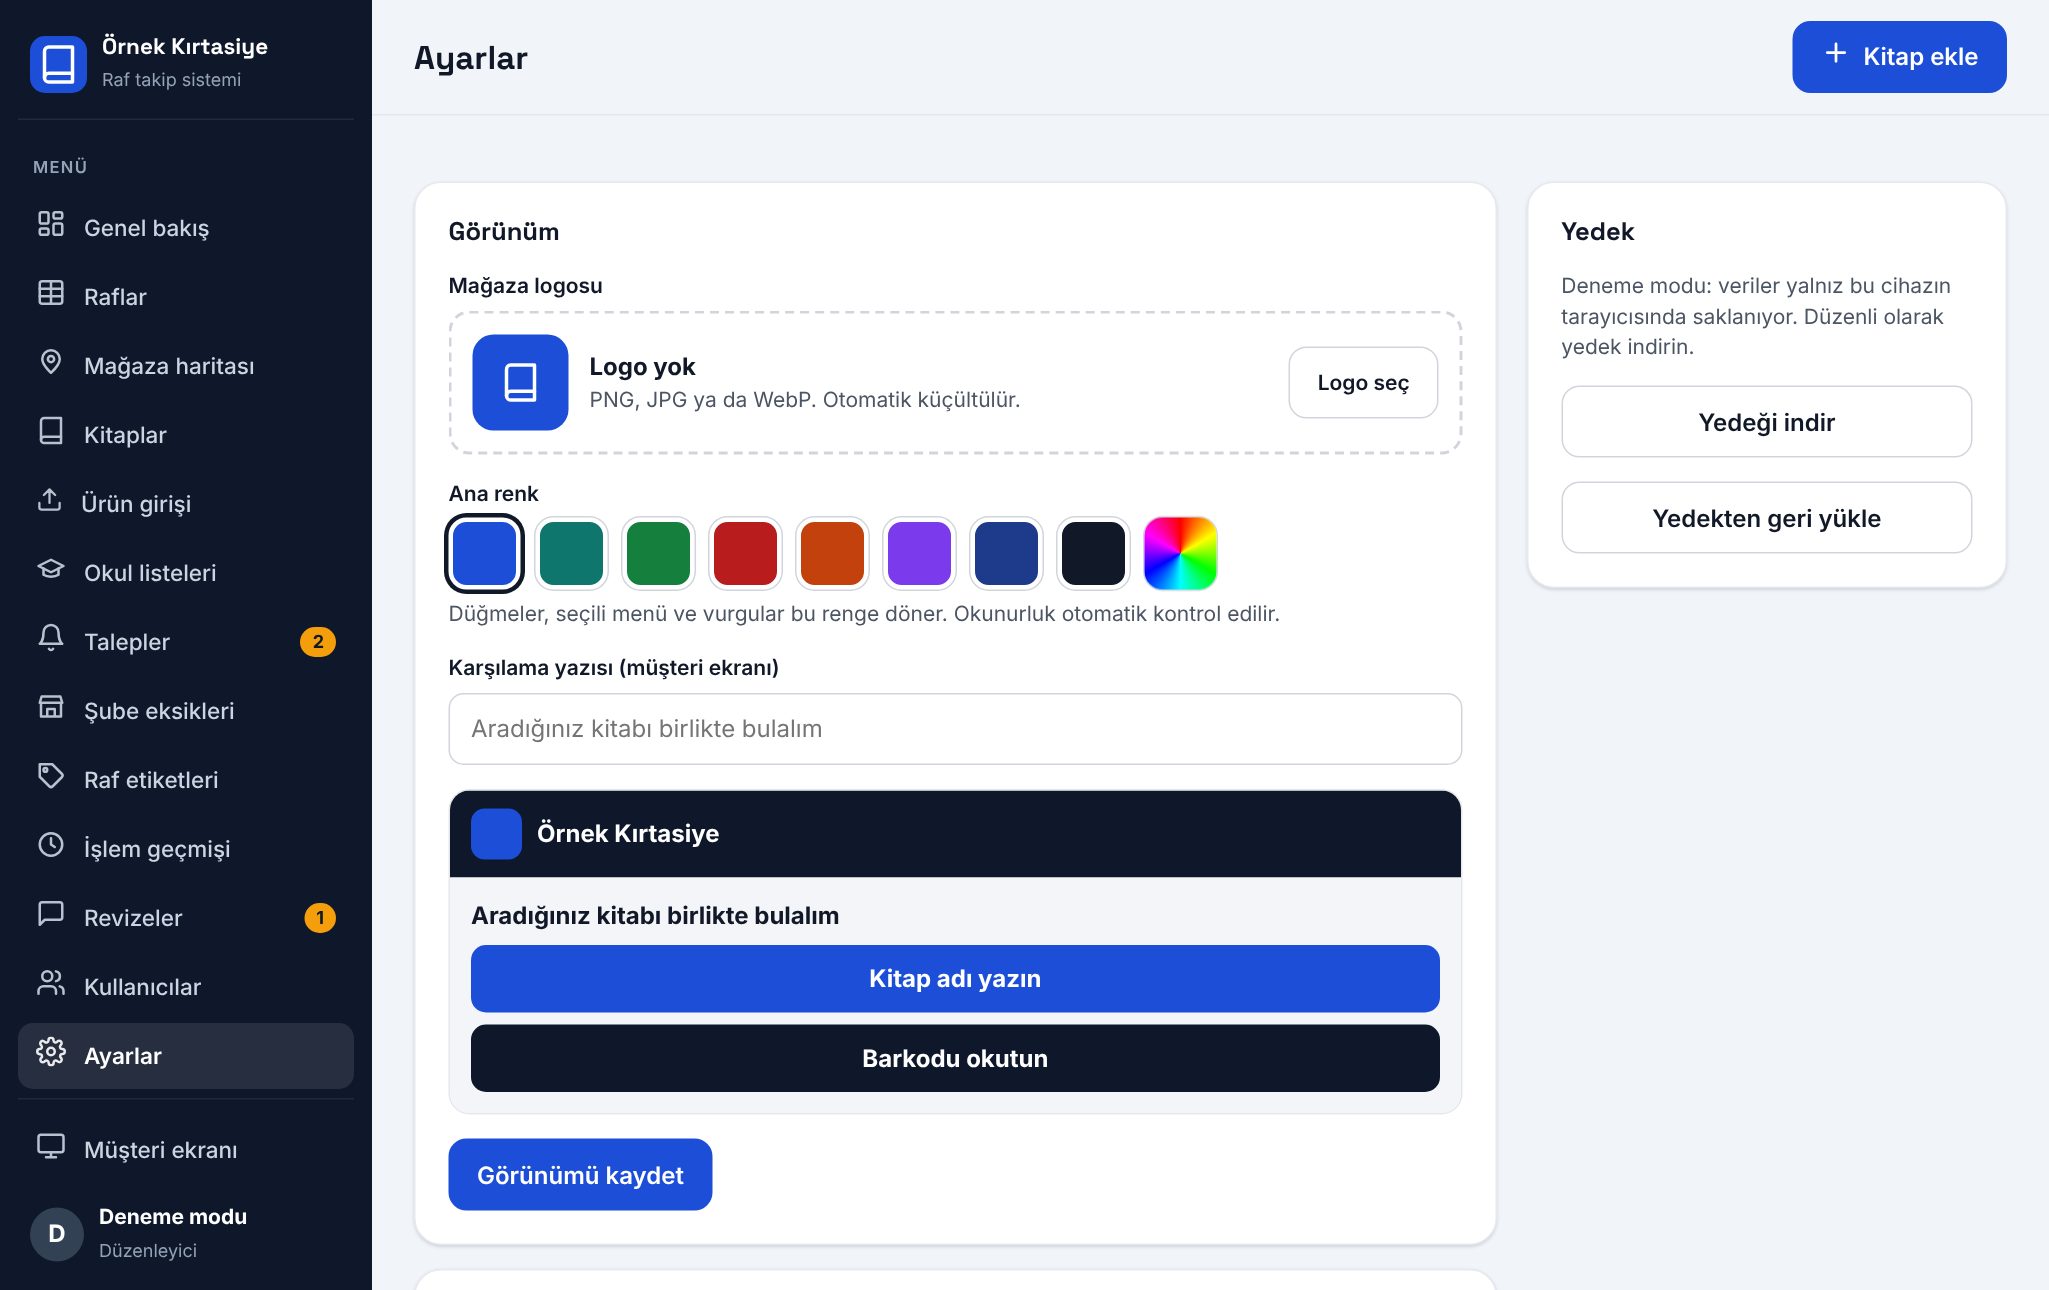 Örnek Kırtasiye
Raf takip sistemi
MENÜ
Genel bakış
Raflar
Mağaza haritası
Kitaplar
Ürün girişi
Okul listeleri
Talepler 2
Şube eksikleri
Raf etiketleri
İşlem geçmişi
Revizeler 1
Kullanıcılar
Ayarlar
Müşteri ekranı
D
Deneme modu
Düzenleyici
Ayarlar
Kitap ekle
Görünüm
Mağaza logosu
Logo yok
PNG, JPG ya da WebP. Otomatik küçültülür.
Logo seç
Ana renk
Düğmeler, seçili menü ve vurgular bu renge döner. Okunurluk otomatik kontrol edilir.
Karşılama yazısı (müşteri ekranı)
Aradığınız kitabı birlikte bulalım
Örnek Kırtasiye
Aradığınız kitabı birlikte bulalım
Kitap adı yazın
Barkodu okutun
Görünümü kaydet
Yedek
Deneme modu: veriler yalnız bu cihazın
tarayıcısında saklanıyor. Düzenli olarak
yedek indirin.
Yedeği indir
Yedekten geri yükle